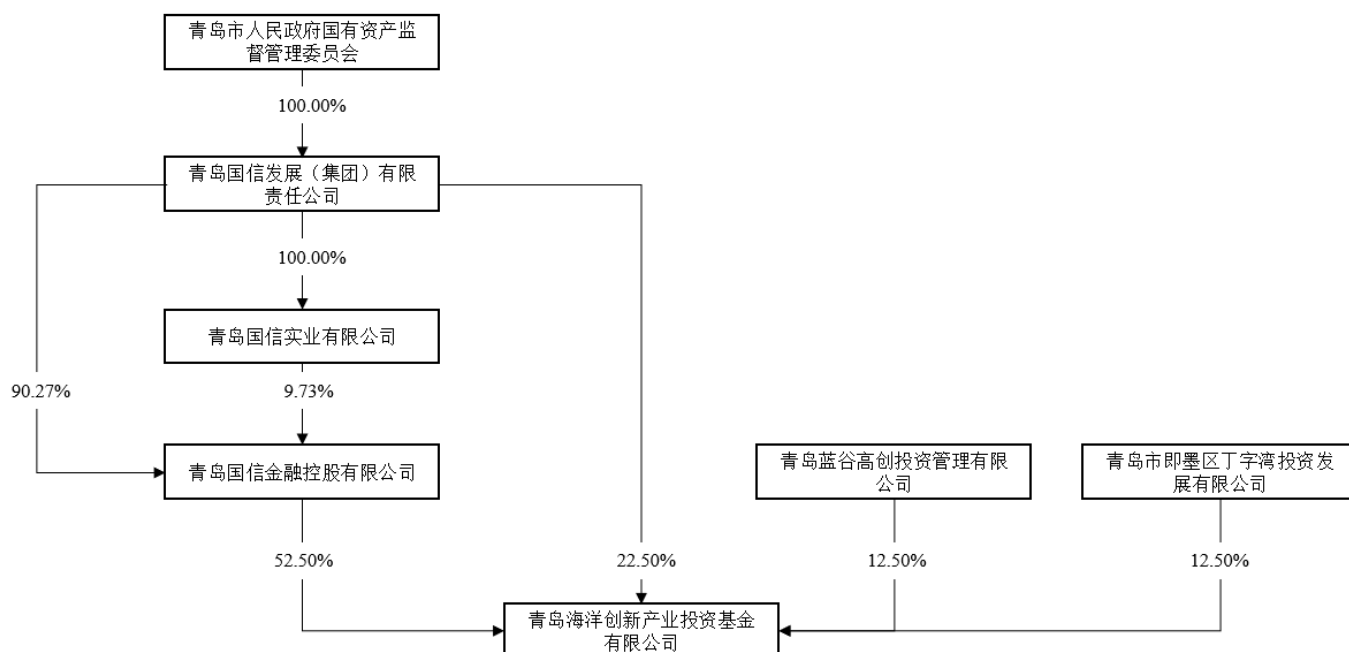 青岛市人民政府国有资产监
督管理委员会
100.00%
青岛国信发展（集团）有限
责任公司
100.00%
青岛国信实业有限公司
90.27%
9.73%
青岛国信金融控股有限公司
青岛蓝谷高创投资管理有限
公司
青岛市即墨区丁字湾投资发
展有限公司
52.50%
22.50%
12.50%
12.50%
青岛海洋创新产业投资基金
有限公司